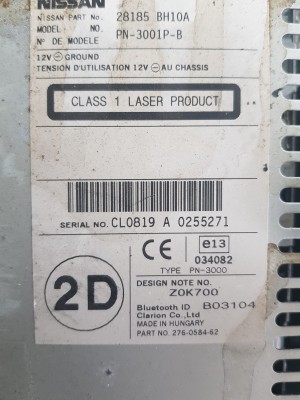 NISSAN
NISSAN PART No. 28185 BH10A
MODEL NO. PN-3001P-B
N° DE MODELE
12V ⎓ GROUND
TENSION D'UTILISATION 12V ⎓ AU CHASSIS
CLASS 1 LASER PRODUCT
SERIAL NO. CL0819 A 0255271
CE e13
034082
TYPE PN-3000
2D
DESIGN NOTE NO.
Z0K700
Bluetooth ID B03104
Clarion Co.,Ltd
MADE IN HUNGARY
PART NO. 276-0584-62